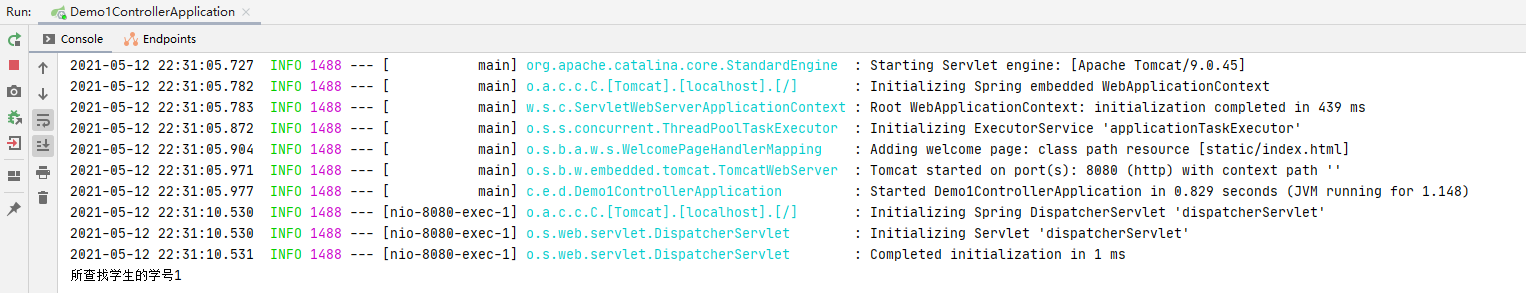 Run: Demo1ControllerApplication
Console Endpoints
2021-05-12 22:31:05.727  INFO 1488 --- [           main] org.apache.catalina.core.StandardEngine  : Starting Servlet engine: [Apache Tomcat/9.0.45]
2021-05-12 22:31:05.782  INFO 1488 --- [           main] o.a.c.c.C.[Tomcat].[localhost].[/]       : Initializing Spring embedded WebApplicationContext
2021-05-12 22:31:05.783  INFO 1488 --- [           main] w.s.c.ServletWebServerApplicationContext : Root WebApplicationContext: initialization completed in 439 ms
2021-05-12 22:31:05.872  INFO 1488 --- [           main] o.s.s.concurrent.ThreadPoolTaskExecutor  : Initializing ExecutorService 'applicationTaskExecutor'
2021-05-12 22:31:05.904  INFO 1488 --- [           main] o.s.b.a.w.s.WelcomePageHandlerMapping    : Adding welcome page: class path resource [static/index.html]
2021-05-12 22:31:05.971  INFO 1488 --- [           main] o.s.b.w.embedded.tomcat.TomcatWebServer  : Tomcat started on port(s): 8080 (http) with context path ''
2021-05-12 22:31:05.977  INFO 1488 --- [           main] c.e.d.Demo1ControllerApplication         : Started Demo1ControllerApplication in 0.829 seconds (JVM running for 1.148)
2021-05-12 22:31:10.530  INFO 1488 --- [nio-8080-exec-1] o.a.c.c.C.[Tomcat].[localhost].[/]       : Initializing Spring DispatcherServlet 'dispatcherServlet'
2021-05-12 22:31:10.530  INFO 1488 --- [nio-8080-exec-1] o.s.web.servlet.DispatcherServlet        : Initializing Servlet 'dispatcherServlet'
2021-05-12 22:31:10.531  INFO 1488 --- [nio-8080-exec-1] o.s.web.servlet.DispatcherServlet        : Completed initialization in 1 ms
所查找学生的学号1